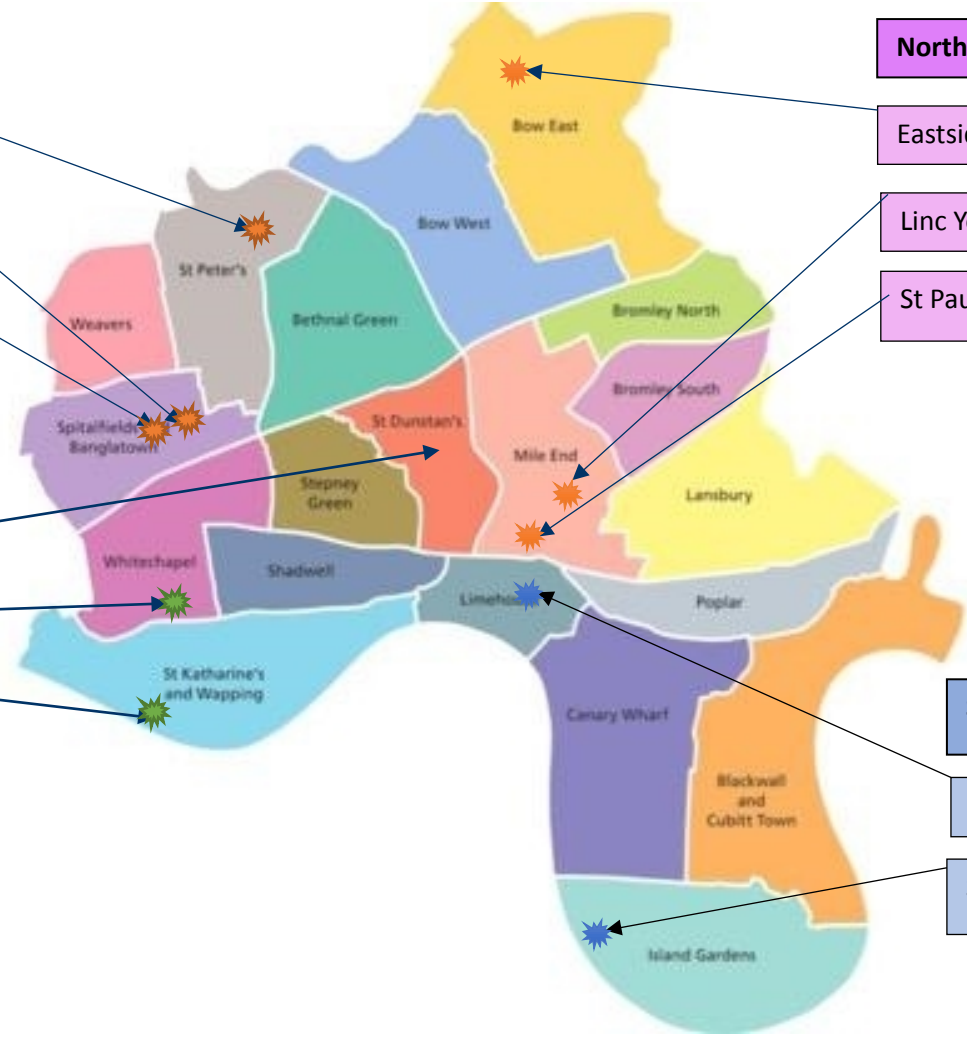 North
Eastsi
Bow East
Linc Y
Bow West
St Peter's
St Pau
Bromley North
Bethnal Green
Weavers
Bromley South
St Dunstan's
Spitalfields
Banglatown
Mile End
Stepney
Green
Lansbury
Whitechapel
Shadwell
Limeho
Poplar
St Katharine's
and Wapping
Canary Wharf
Blackwall
and
Cubitt Town
Island Gardens